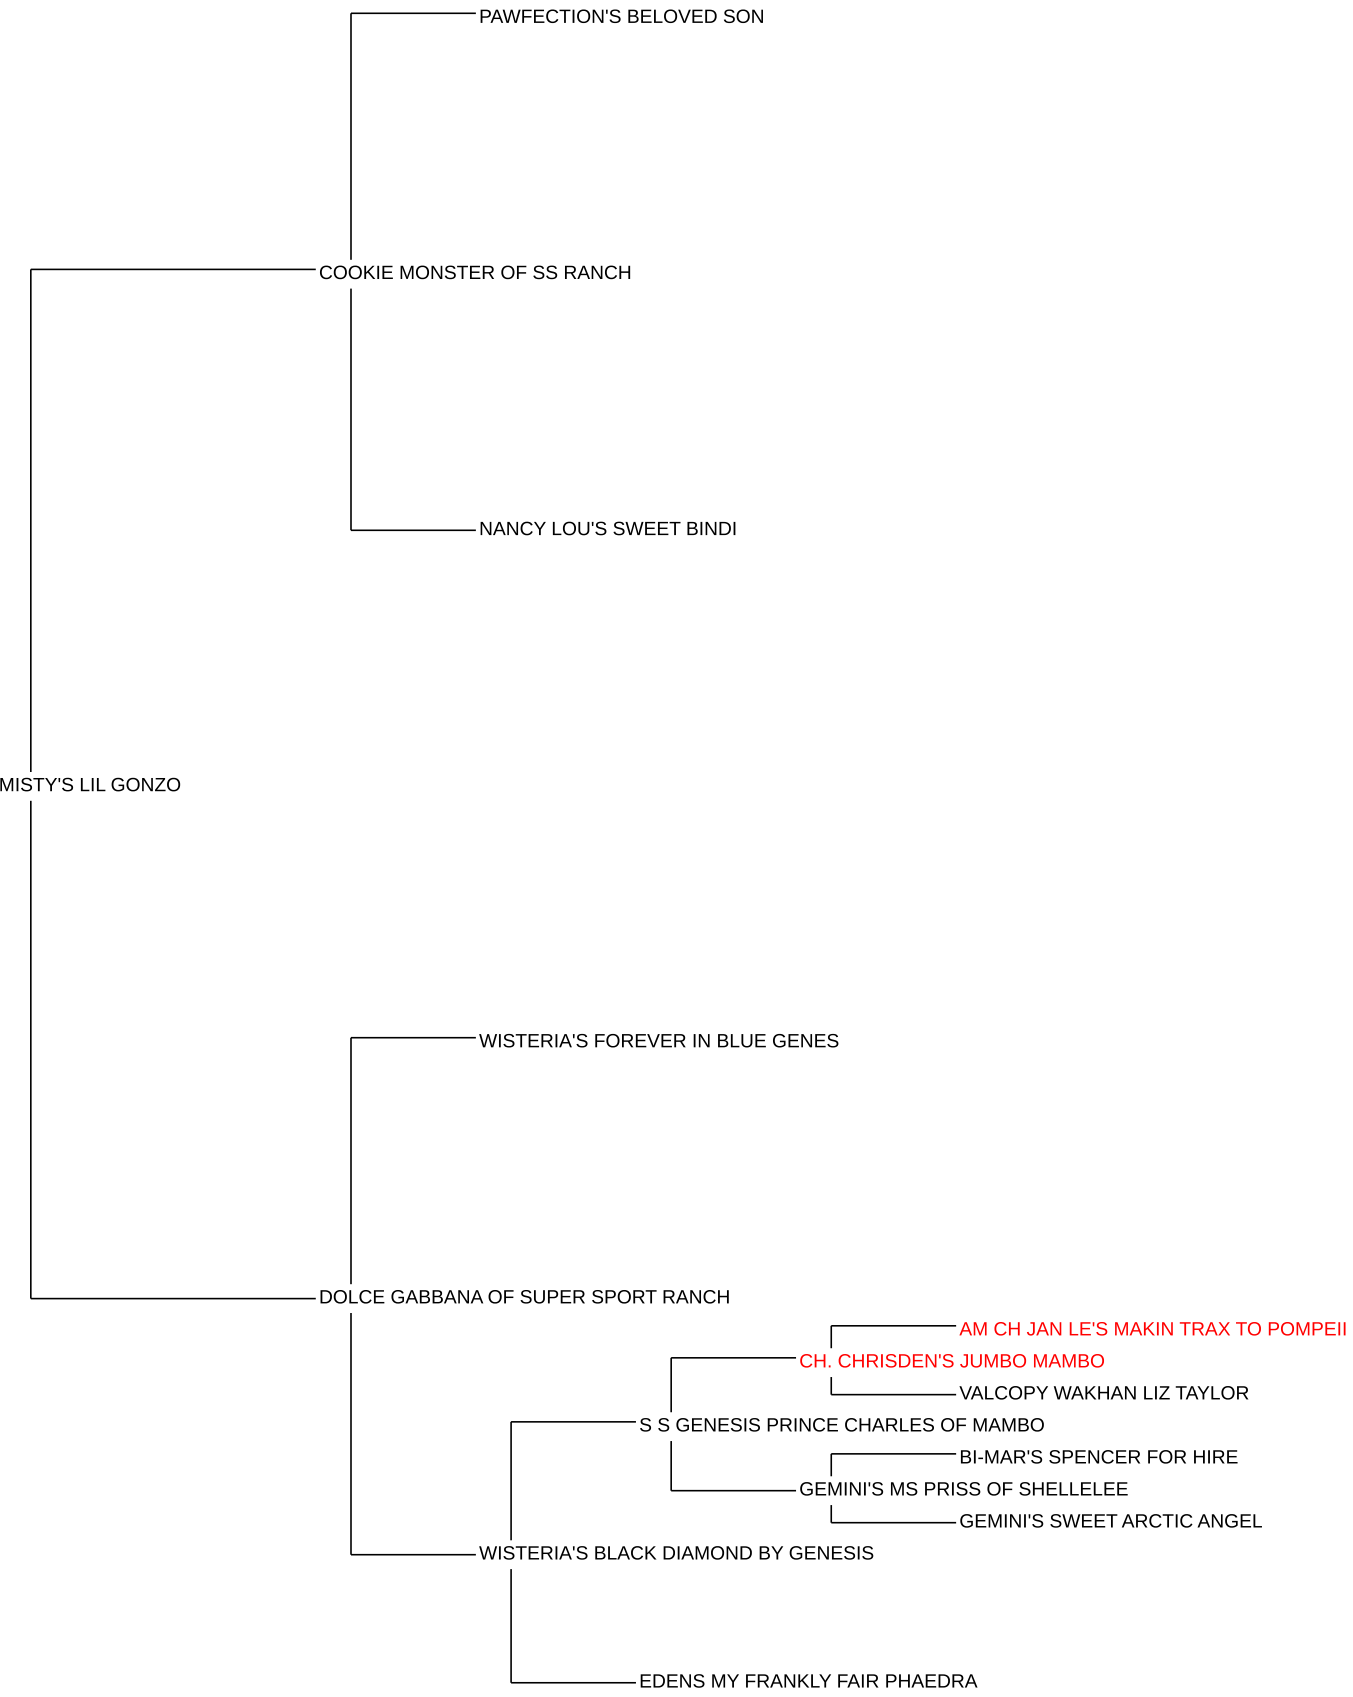 PAWFECTION'S BELOVED SON
COOKIE MONSTER OF SS RANCH
NANCY LOU'S SWEET BINDI
MISTY'S LIL GONZO
WISTERIA'S FOREVER IN BLUE GENES
DOLCE GABBANA OF SUPER SPORT RANCH
AM CH JAN LE'S MAKIN TRAX TO POMPEII
CH. CHRISDEN'S JUMBO MAMBO
VALCOPY WAKHAN LIZ TAYLOR
S S GENESIS PRINCE CHARLES OF MAMBO
BI-MAR'S SPENCER FOR HIRE
GEMINI'S MS PRISS OF SHELLELEE
GEMINI'S SWEET ARCTIC ANGEL
WISTERIA'S BLACK DIAMOND BY GENESIS
EDENS MY FRANKLY FAIR PHAEDRA